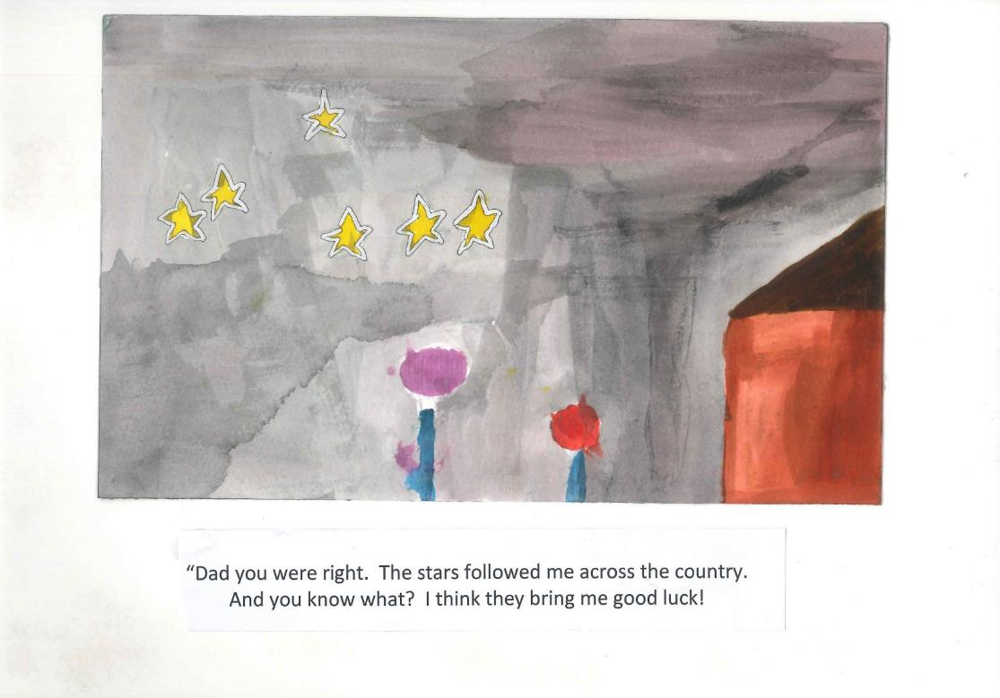 “Dad you were right.  The stars followed me across the country.
And you know what?  I think they bring me good luck!